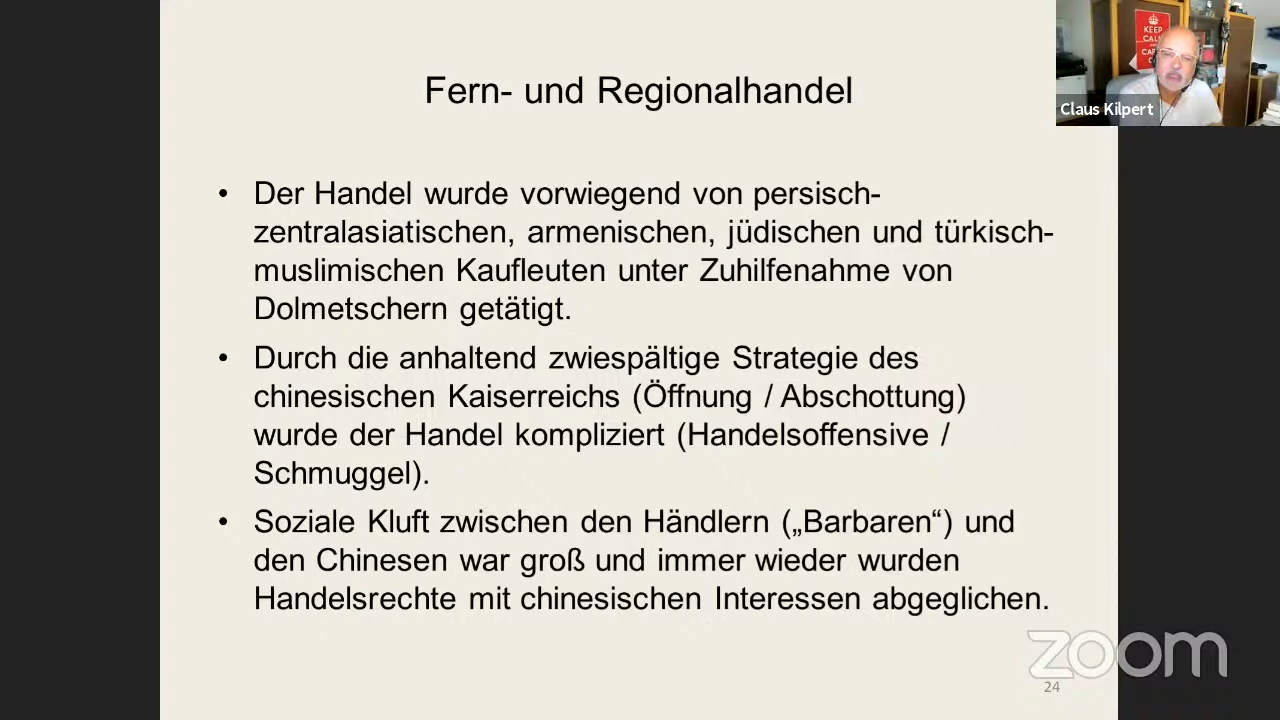 Fern- und Regionalhandel
KEEP
CALM
Claus Kilpert
• Der Handel wurde vorwiegend von persisch-
zentralasiatischen, armenischen, jüdischen und türkisch-
muslimischen Kaufleuten unter Zuhilfenahme von
Dolmetschern getätigt.
• Durch die anhaltend zwiespältige Strategie des
chinesischen Kaiserreichs (Öffnung / Abschottung)
wurde der Handel kompliziert (Handelsoffensive /
Schmuggel).
• Soziale Kluft zwischen den Händlern („Barbaren“) und
den Chinesen war groß und immer wieder wurden
Handelsrechte mit chinesischen Interessen abgeglichen.
zoom
24